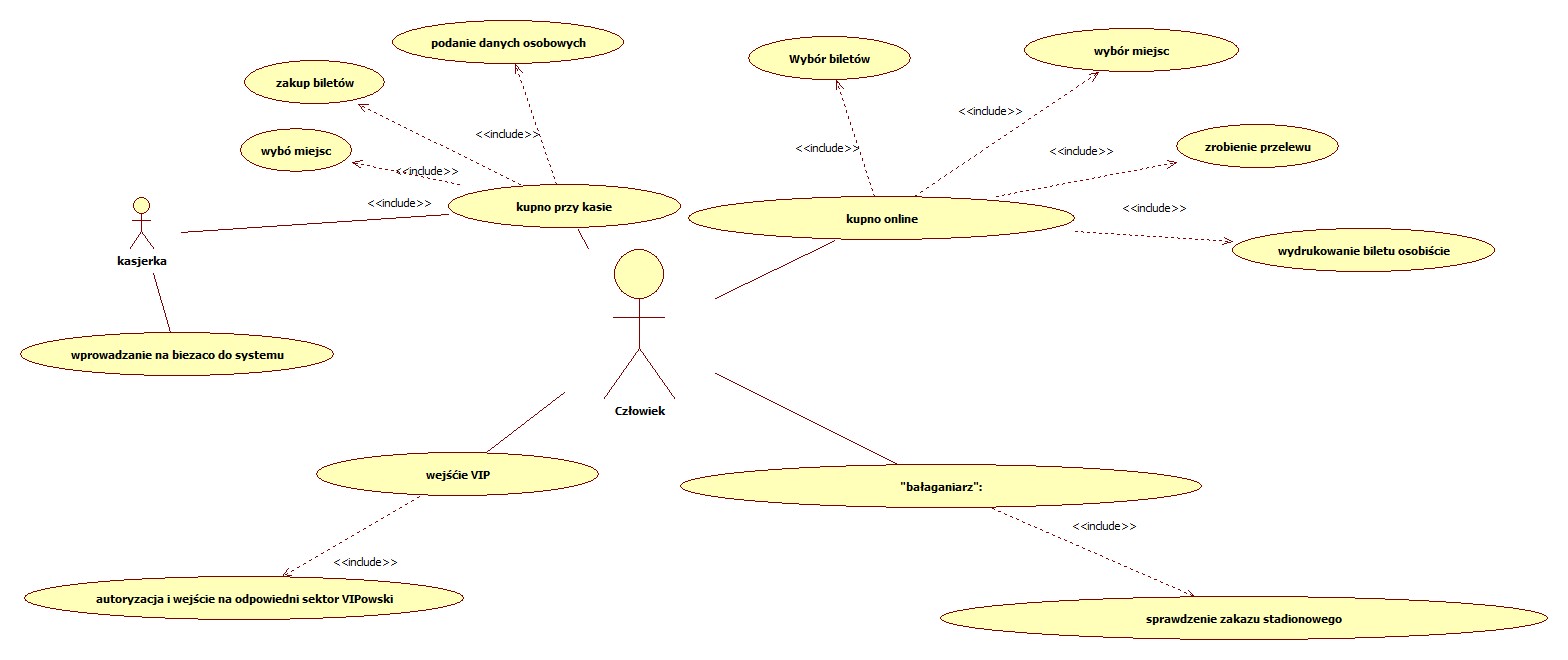 podanie danych osobowych
Wybór biletów
wybór miejsc
zakup biletów
<<include>>
<<include>>
wybó miejsc
<<include>>
<<include>>
zrobienie przelewu
<<include>>
<<include>>
<<include>>
kupno przy kasie
kupno online
wydrukowanie biletu osobiście
kasjerka
wprowadzanie na biezaco do systemu
Człowiek
wejśćie VIP
"bałaganiarz":
<<include>>
<<include>>
autoryzacja i wejście na odpowiedni sektor VIPowski
sprawdzenie zakazu stadionowego